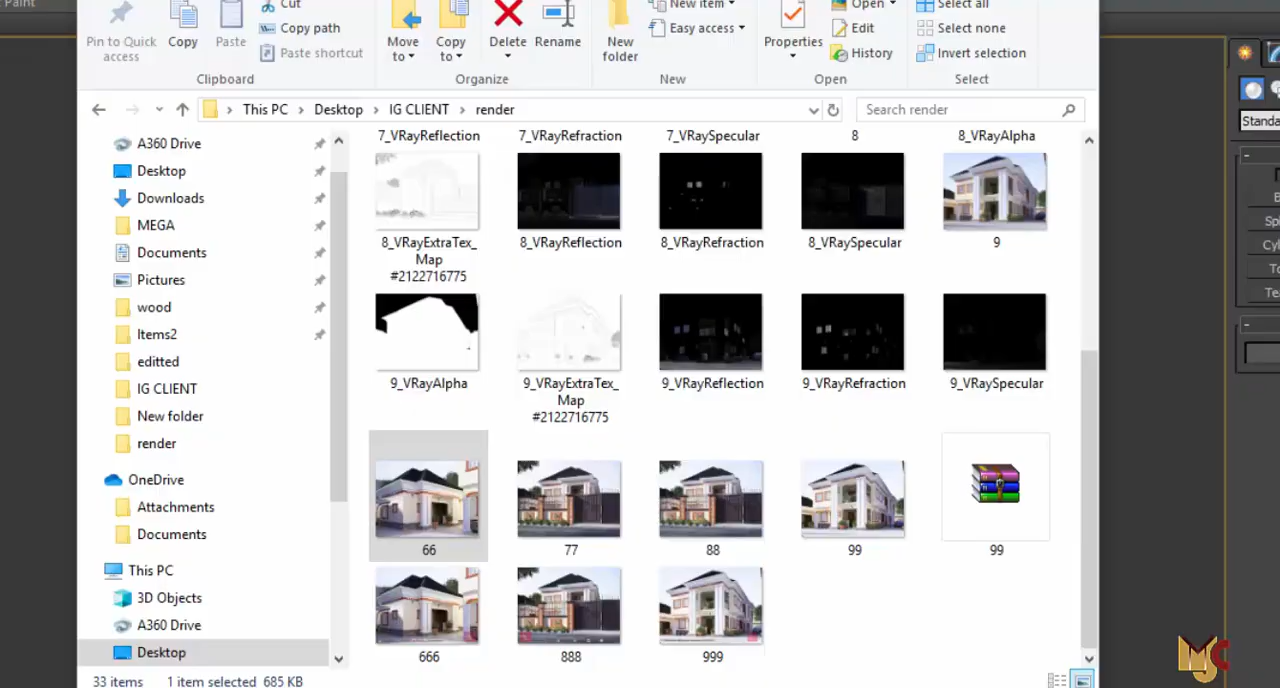 Paint
Cut
Select all
New item
Open
Pin to Quick access
Copy
Paste
Copy path
Paste shortcut
Move to
Copy to
Delete
Rename
New folder
Easy access
Properties
Edit
History
Select none
Invert selection
Clipboard
Organize
New
Open
Select
This PC > Desktop > IG CLIENT > render
Search render
Standa
A360 Drive
Desktop
Downloads
MEGA
Documents
Pictures
wood
Items2
editted
IG CLIENT
New folder
render
OneDrive
Attachments
Documents
This PC
3D Objects
A360 Drive
Desktop
7_VRayReflection
7_VRayRefraction
7_VRaySpecular
8
8_VRayAlpha
8_VRayExtraTex_
Map
#2122716775
8_VRayReflection
8_VRayRefraction
8_VRaySpecular
9
9_VRayAlpha
9_VRayExtraTex_
Map
#2122716775
9_VRayReflection
9_VRayRefraction
9_VRaySpecular
66
77
88
99
99
666
888
999
B
Sp
Cyl
To
Te
33 items
1 item selected 685 KB
MSC